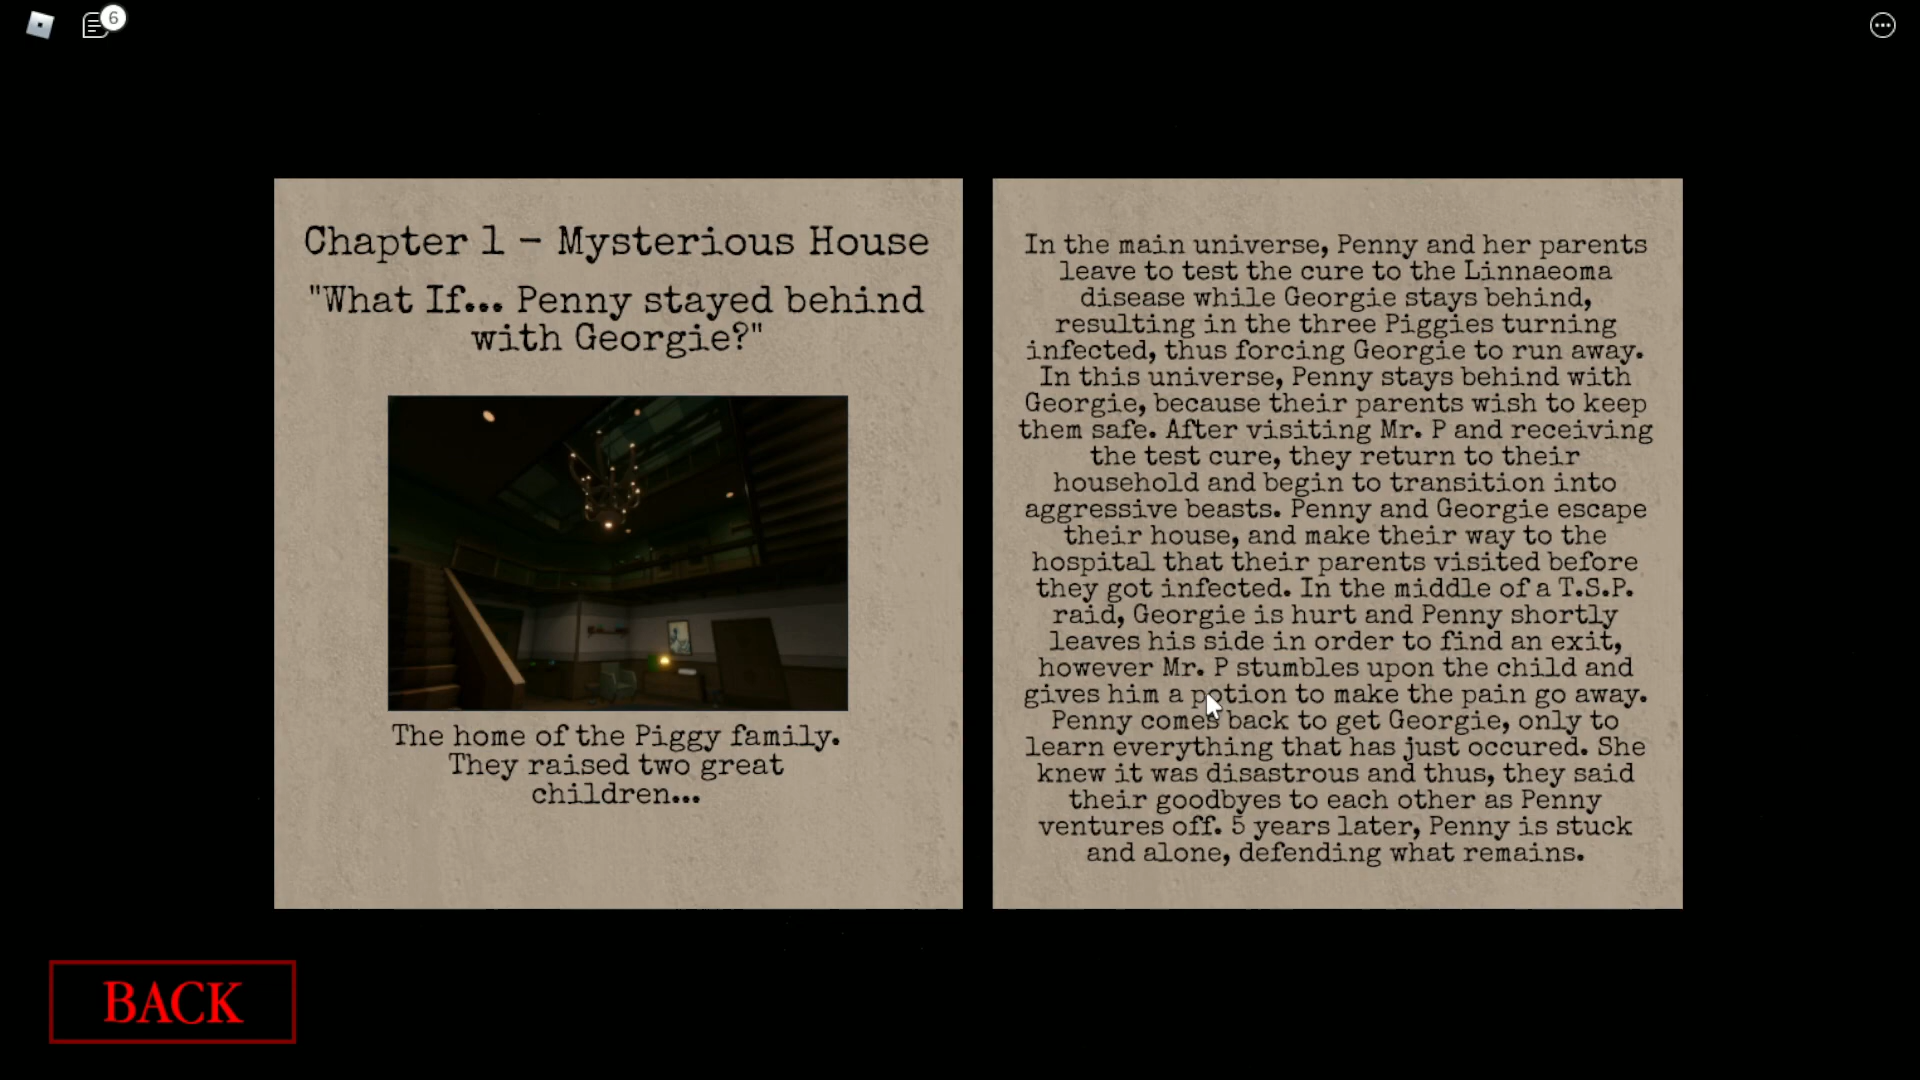 6
Chapter 1 - Mysterious House
"What If... Penny stayed behind
with Georgie?"
The home of the Piggy family.
They raised two great
children...
In the main universe, Penny and her parents
leave to test the cure to the Linnaeoma
disease while Georgie stays behind,
resulting in the three Piggies turning
infected, thus forcing Georgie to run away.
In this universe, Penny stays behind with
Georgie, because their parents wish to keep
them safe. After visiting Mr. P and receiving
the test cure, they return to their
household and begin to transition into
aggressive beasts. Penny and Georgie escape
their house, and make their way to the
hospital that their parents visited before
they got infected. In the middle of a T.S.P.
raid, Georgie is hurt and Penny shortly
leaves his side in order to find an exit,
however Mr. P stumbles upon the child and
gives him a potion to make the pain go away.
Penny comes back to get Georgie, only to
learn everything that has just occured. She
knew it was disastrous and thus, they said
their goodbyes to each other as Penny
ventures off. 5 years later, Penny is stuck
and alone, defending what remains.
BACK